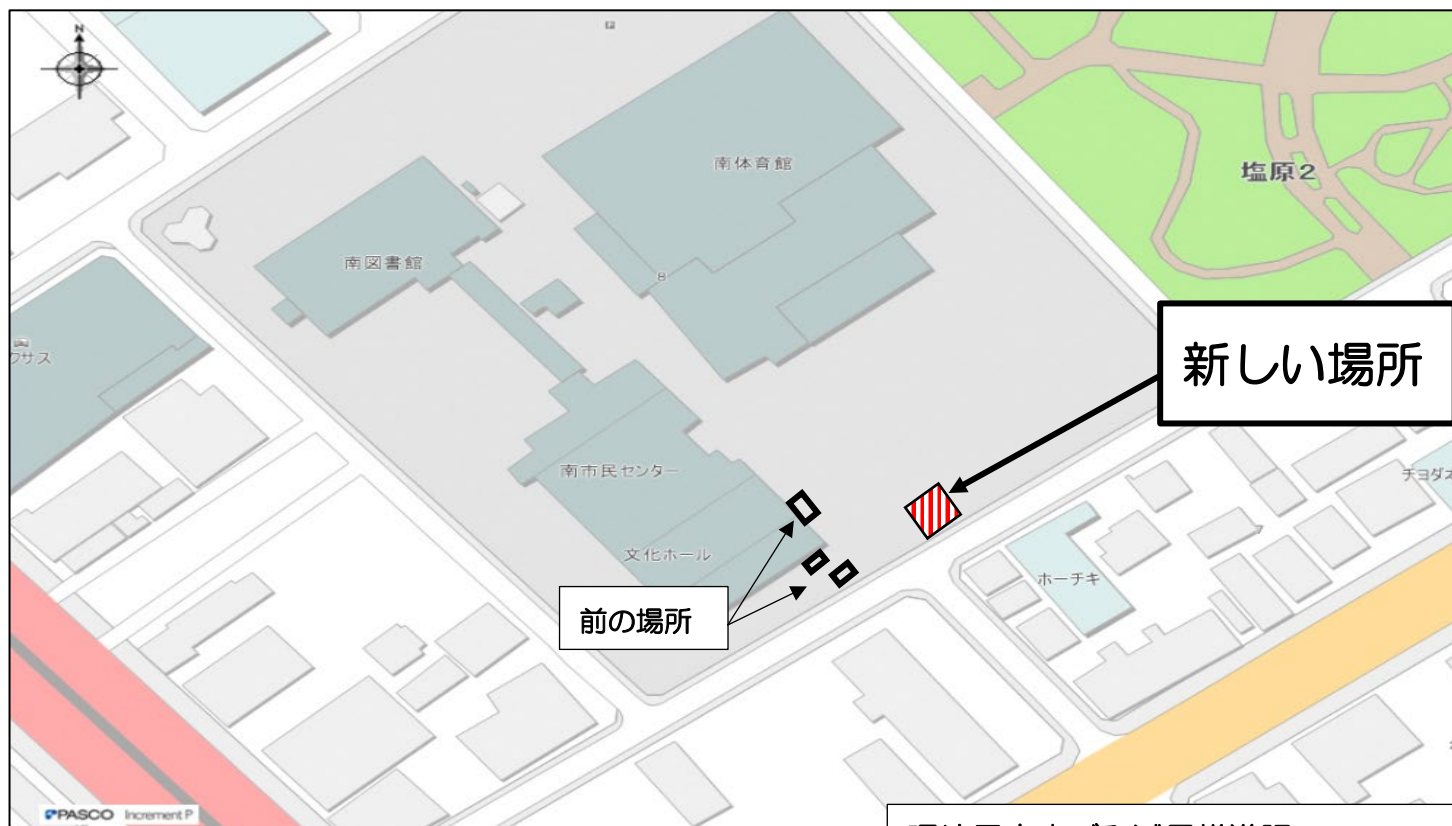 N
南体育館
塩原2
南図書館
8
クサス
新しい場所
南市民センター
チヨダ
文化ホール
ホーチキ
前の場所
PASCO Increment P